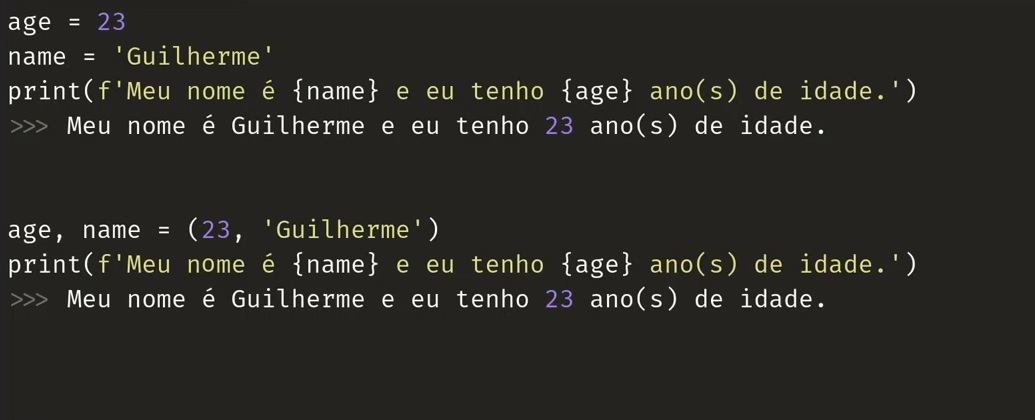 age = 23
name = 'Guilherme'
print(f'Meu nome é {name} e eu tenho {age} ano(s) de idade.')
>>> Meu nome é Guilherme e eu tenho 23 ano(s) de idade.
age, name = (23, 'Guilherme')
print(f'Meu nome é {name} e eu tenho {age} ano(s) de idade.')
>>> Meu nome é Guilherme e eu tenho 23 ano(s) de idade.